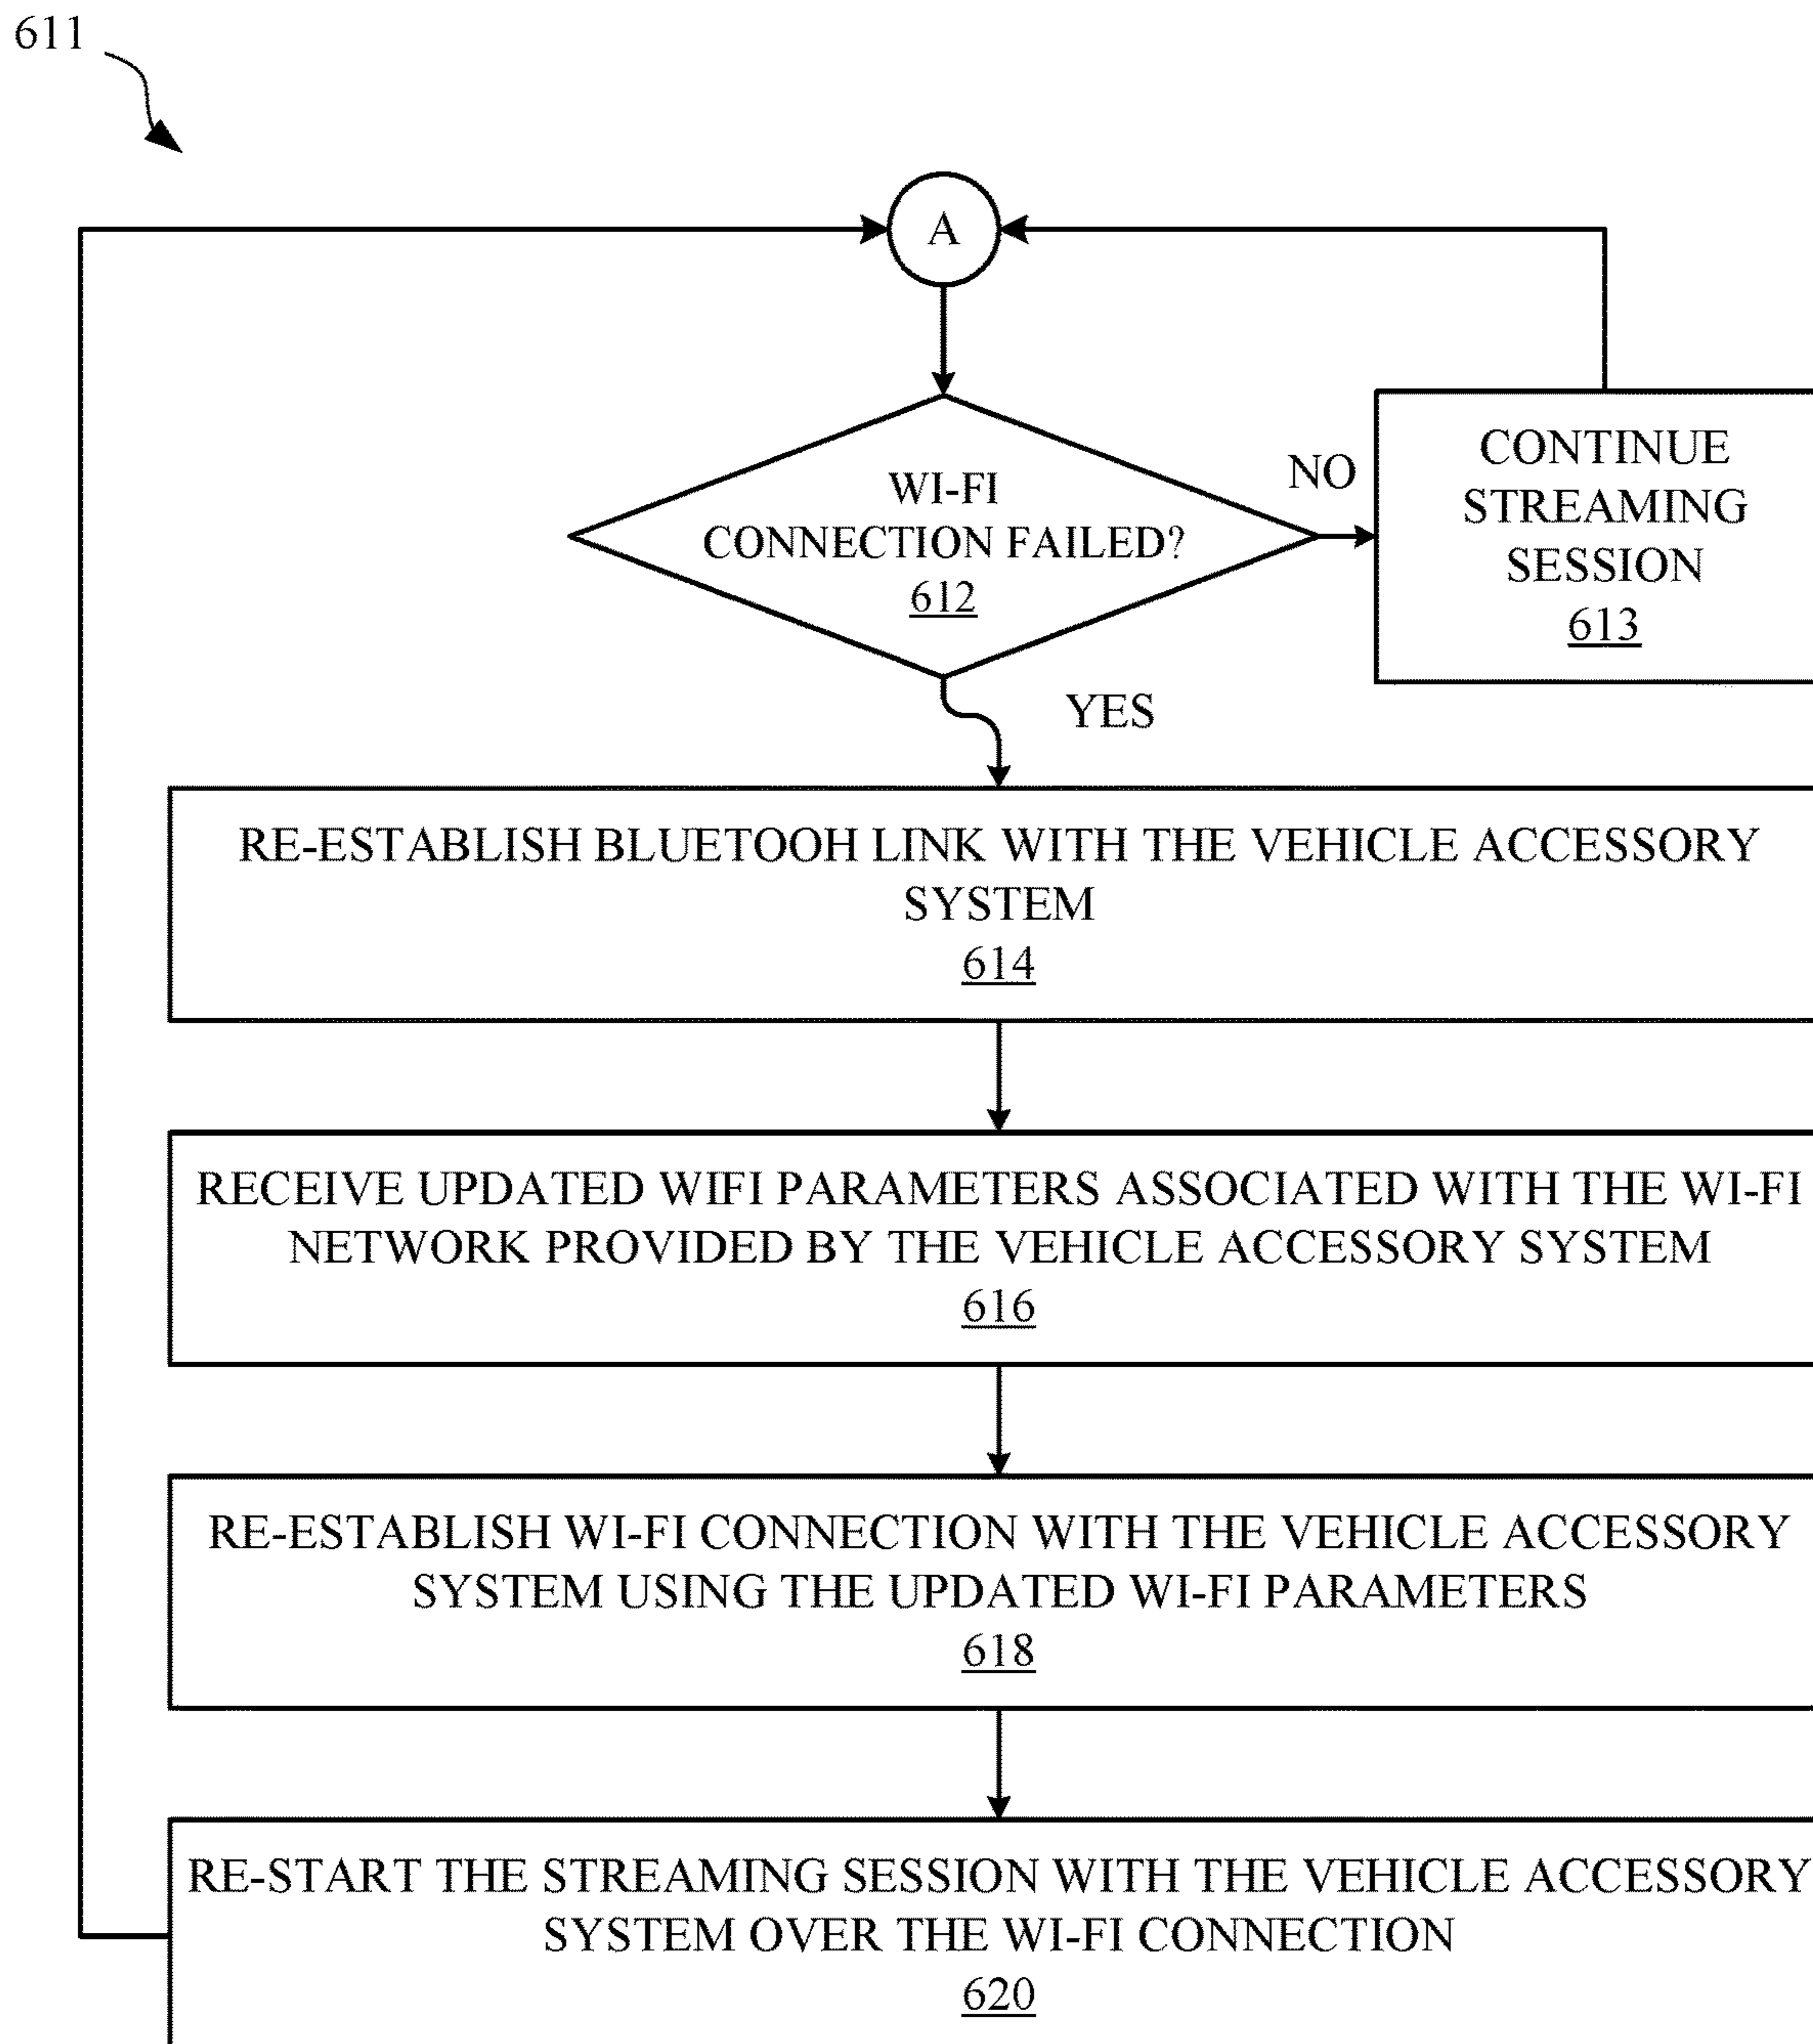 611
A
WI-FI
CONNECTION FAILED?
612
NO
CONTINUE
STREAMING
SESSION
613
YES
RE-ESTABLISH BLUETOOH LINK WITH THE VEHICLE ACCESSORY
SYSTEM
614
RECEIVE UPDATED WIFI PARAMETERS ASSOCIATED WITH THE WI-FI
NETWORK PROVIDED BY THE VEHICLE ACCESSORY SYSTEM
616
RE-ESTABLISH WI-FI CONNECTION WITH THE VEHICLE ACCESSORY
SYSTEM USING THE UPDATED WI-FI PARAMETERS
618
RE-START THE STREAMING SESSION WITH THE VEHICLE ACCESSORY
SYSTEM OVER THE WI-FI CONNECTION
620